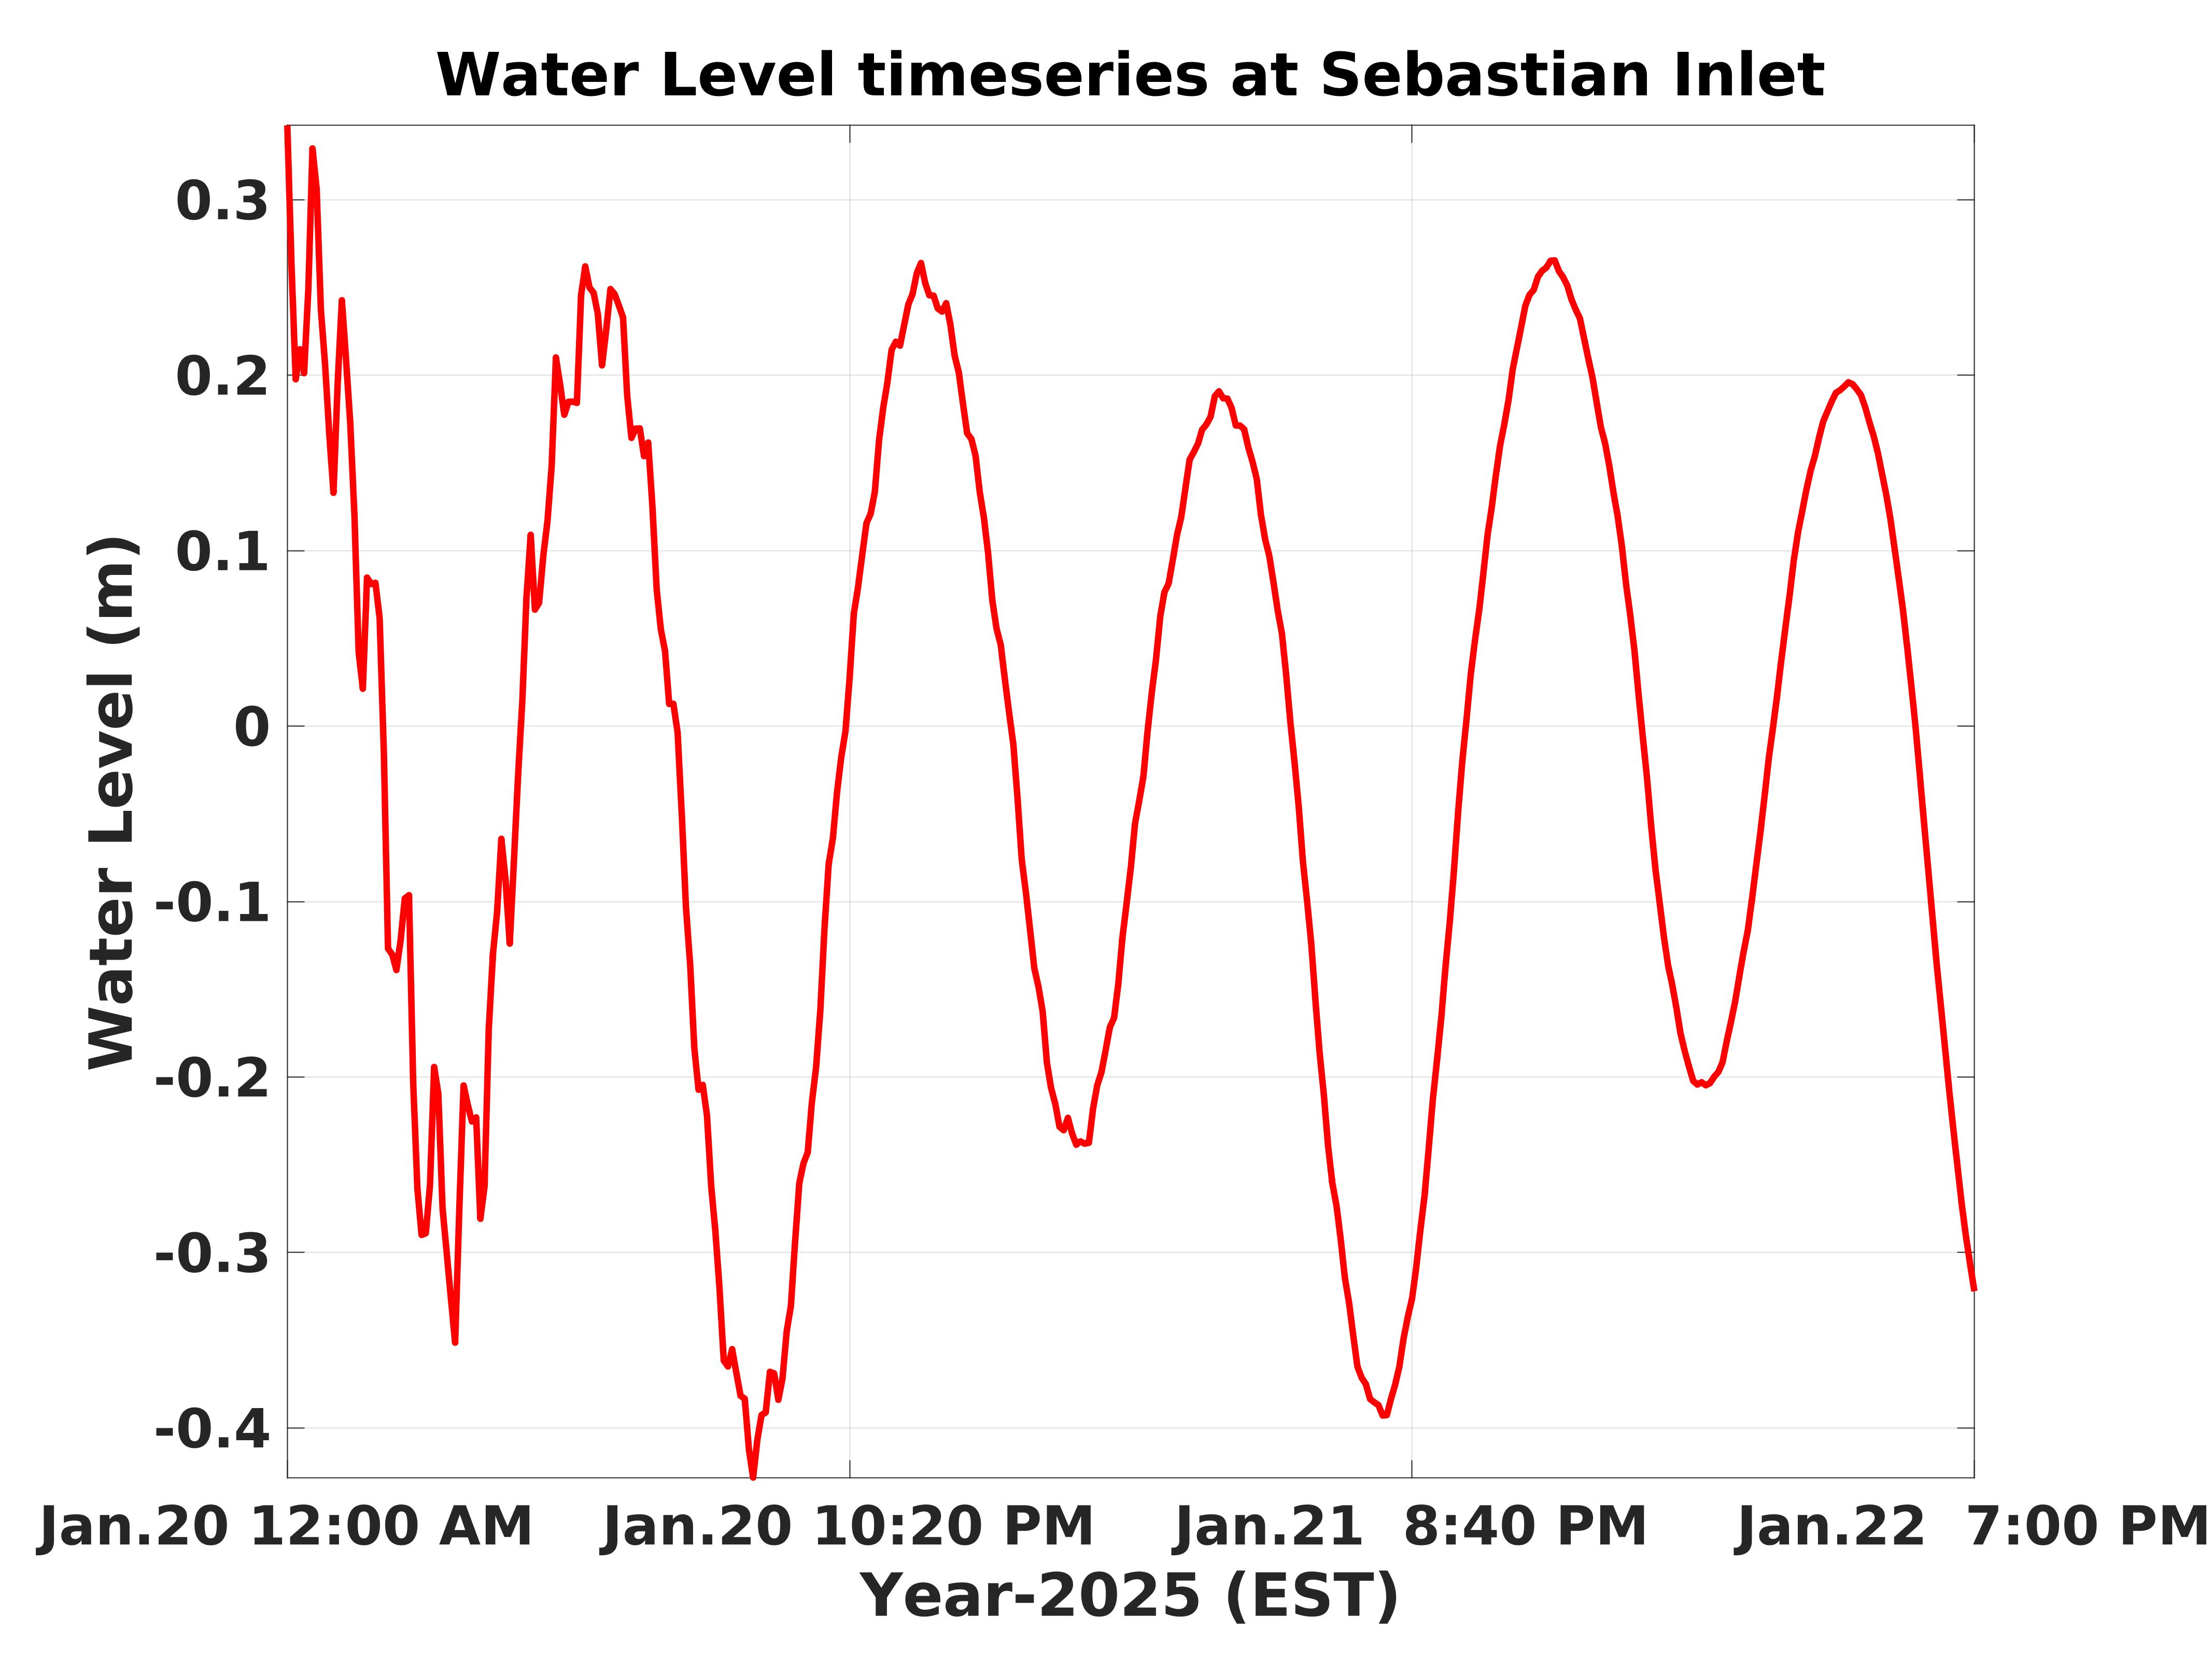 Water Level timeseries at Sebastian Inlet
Water Level (m)
0.3
0.2
0.1
0
-0.1
-0.2
-0.3
-0.4
Jan.20 12:00 AM
Jan.20 10:20 PM
Jan.21 8:40 PM
Jan.22 7:00 PM
Year-2025 (EST)